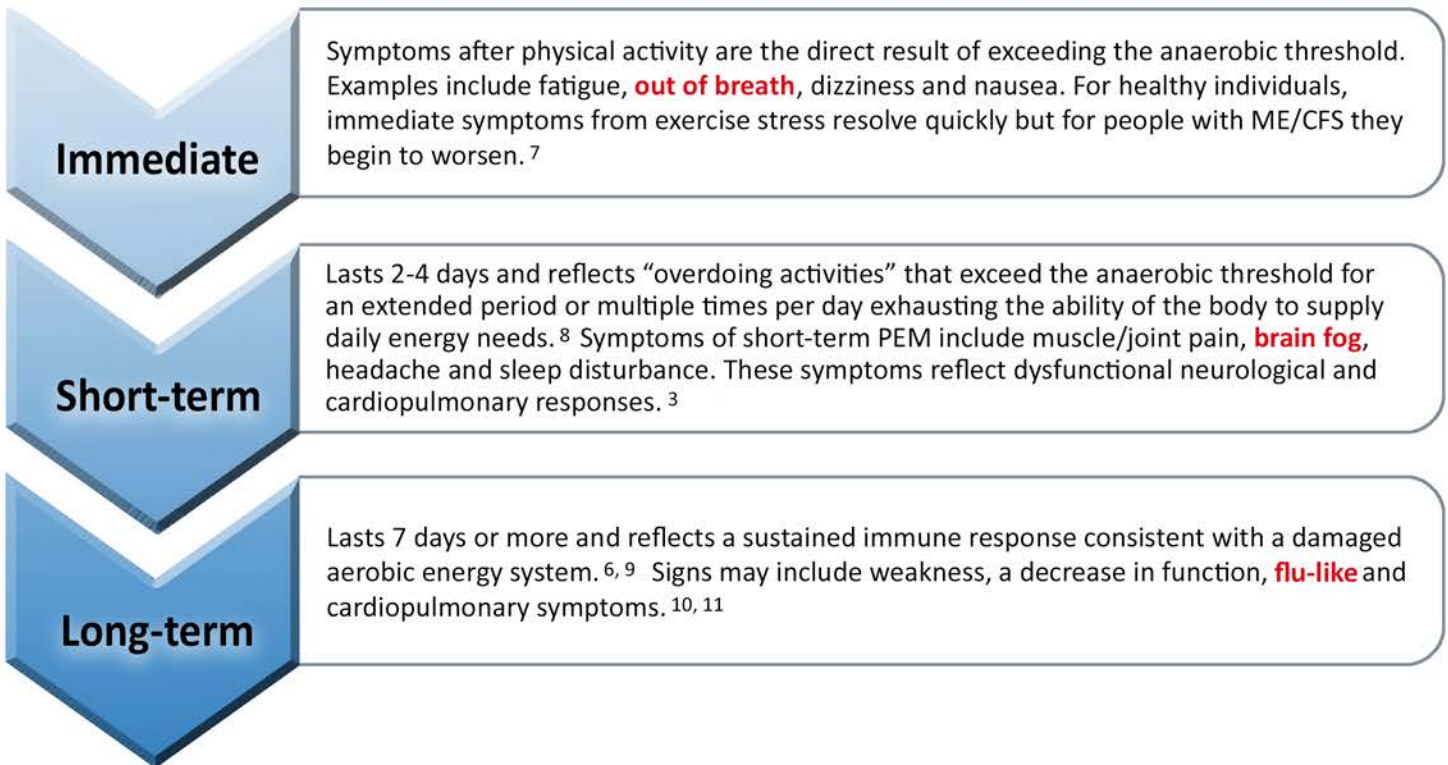 Immediate
Symptoms after physical activity are the direct result of exceeding the anaerobic threshold.
Examples include fatigue, out of breath, dizziness and nausea. For healthy individuals,
immediate symptoms from exercise stress resolve quickly but for people with ME/CFS they
begin to worsen. 7
Short-term
Lasts 2-4 days and reflects “overdoing activities” that exceed the anaerobic threshold for
an extended period or multiple times per day exhausting the ability of the body to supply
daily energy needs. 8 Symptoms of short-term PEM include muscle/joint pain, brain fog,
headache and sleep disturbance. These symptoms reflect dysfunctional neurological and
cardiopulmonary responses. 3
Long-term
Lasts 7 days or more and reflects a sustained immune response consistent with a damaged
aerobic energy system. 6, 9 Signs may include weakness, a decrease in function, flu-like and
cardiopulmonary symptoms. 10, 11